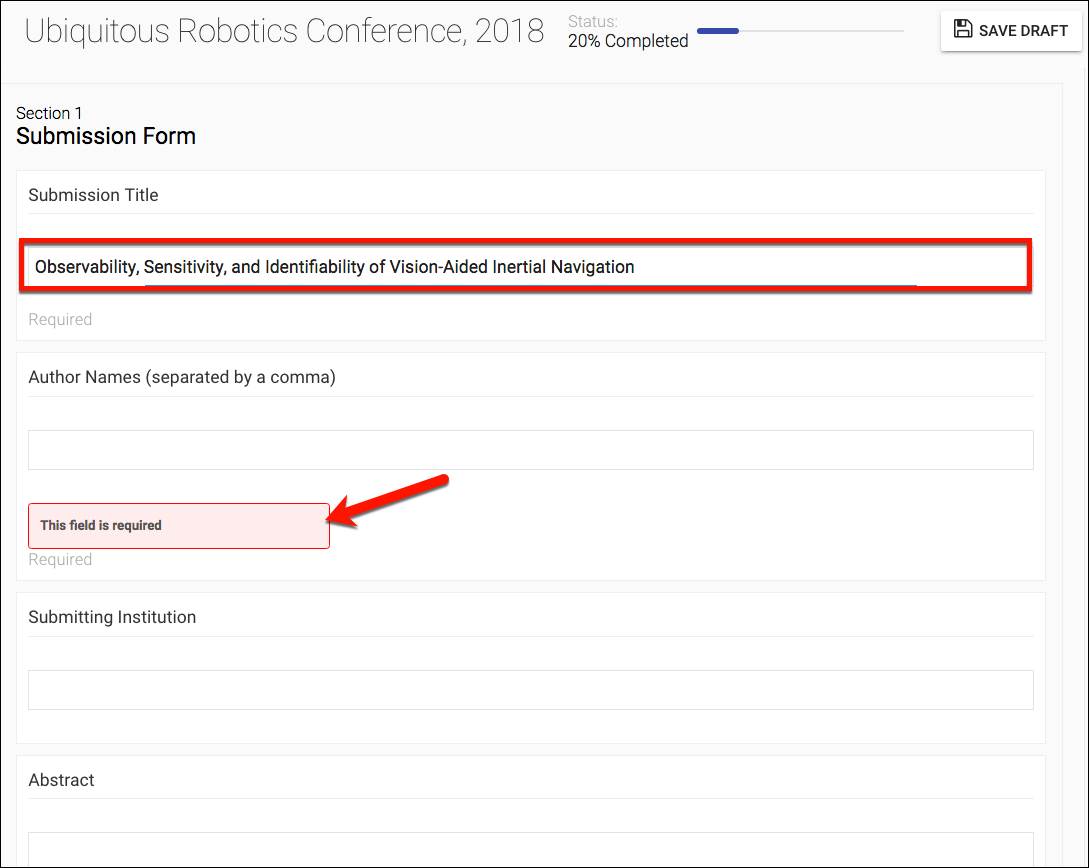 Ubiquitous Robotics Conference, 2018
Status:
20% Completed
SAVE DRAFT
Section 1
Submission Form
Submission Title
Observability, Sensitivity, and Identifiability of Vision-Aided Inertial Navigation
Required
Author Names (separated by a comma)
This field is required
Required
Submitting Institution
Abstract